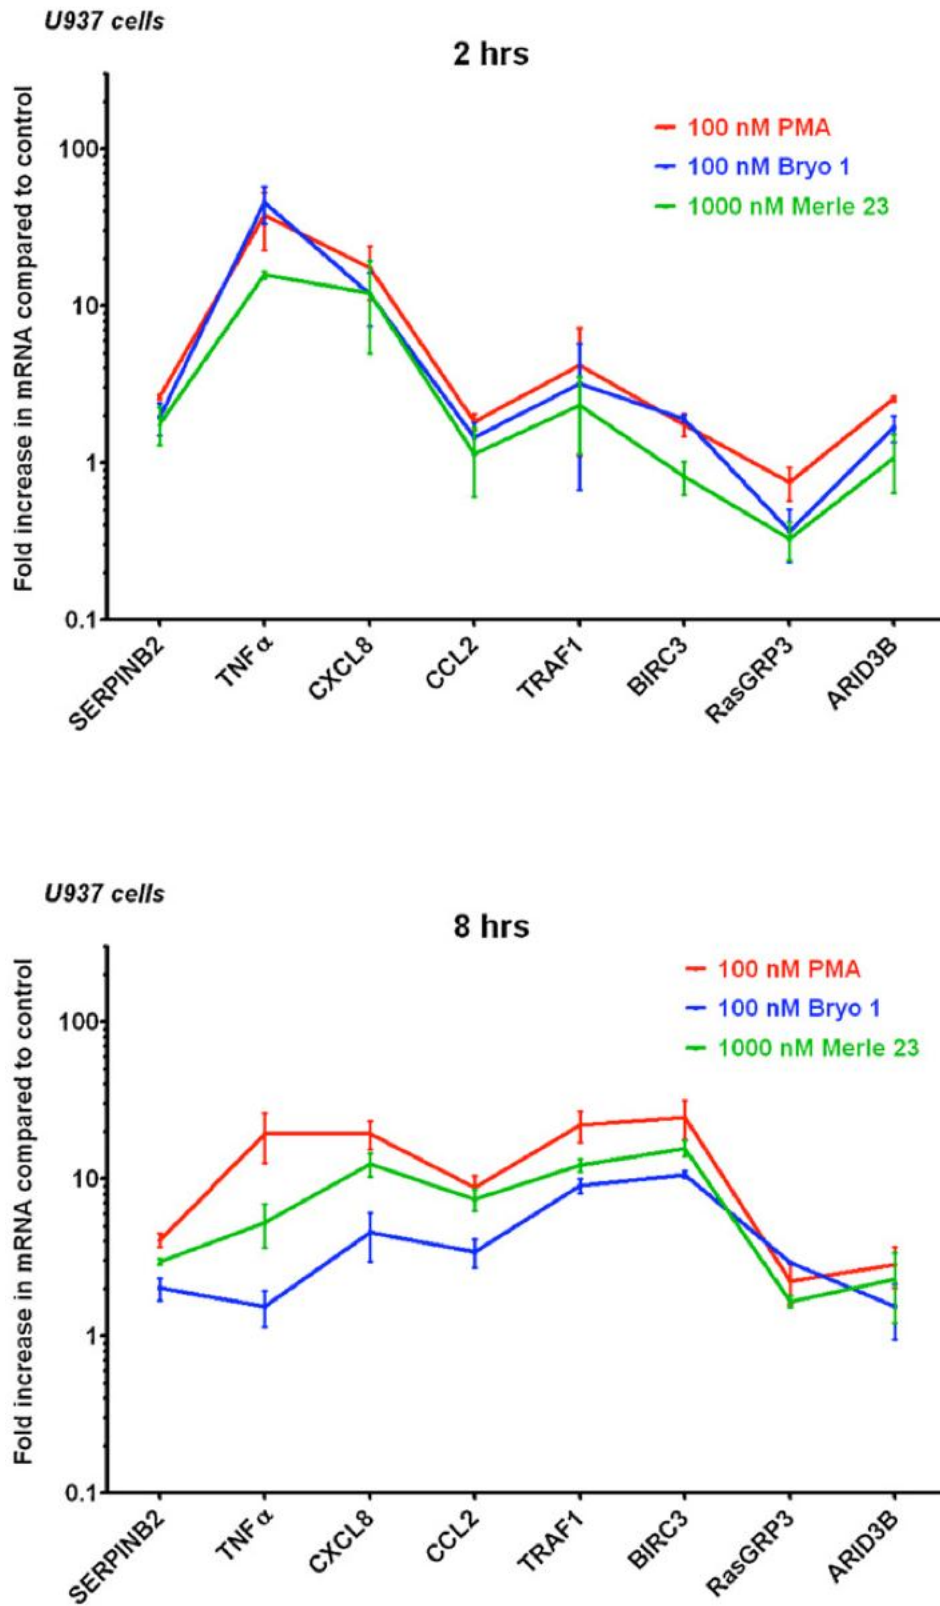 U937 cells
2 hrs
Fold increase in mRNA compared to control
100
10
1
0.1
100 nM PMA
100 nM Bryo 1
1000 nM Merle 23
SERPINB2
TNFα
CXCL8
CCL2
TRAF1
BIRC3
RasGRP3
ARID3B
U937 cells
8 hrs
Fold increase in mRNA compared to control
100
10
1
0.1
100 nM PMA
100 nM Bryo 1
1000 nM Merle 23
SERPINB2
TNFα
CXCL8
CCL2
TRAF1
BIRC3
RasGRP3
ARID3B